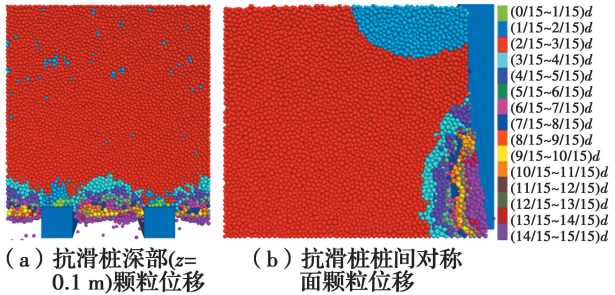 (0/15~1/15)d
(1/15~2/15)d
(2/15~3/15)d
(3/15~4/15)d
(4/15~5/15)d
(5/15~6/15)d
(6/15~7/15)d
(7/15~8/15)d
(8/15~9/15)d
(9/15~10/15)d
(10/15~11/15)d
(11/15~12/15)d
(12/15~13/15)d
(13/15~14/15)d
(14/15~15/15)d
(a) 抗滑桩深部(z=
0.1 m)颗粒位移
(b) 抗滑桩桩间对称
面颗粒位移